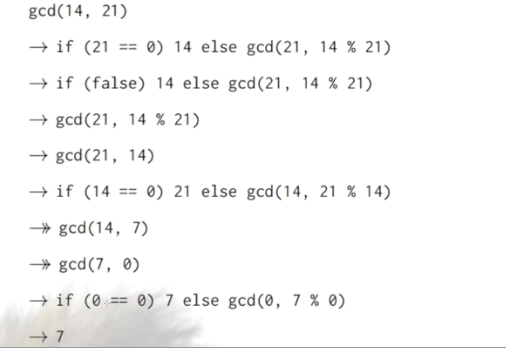 gcd(14, 21)
→ if (21 == 0) 14 else gcd(21, 14 % 21)
→ if (false) 14 else gcd(21, 14 % 21)
→ gcd(21, 14 % 21)
→ gcd(21, 14)
→ if (14 == 0) 21 else gcd(14, 21 % 14)
↠ gcd(14, 7)
↠ gcd(7, 0)
→ if (0 == 0) 7 else gcd(0, 7 % 0)
→ 7